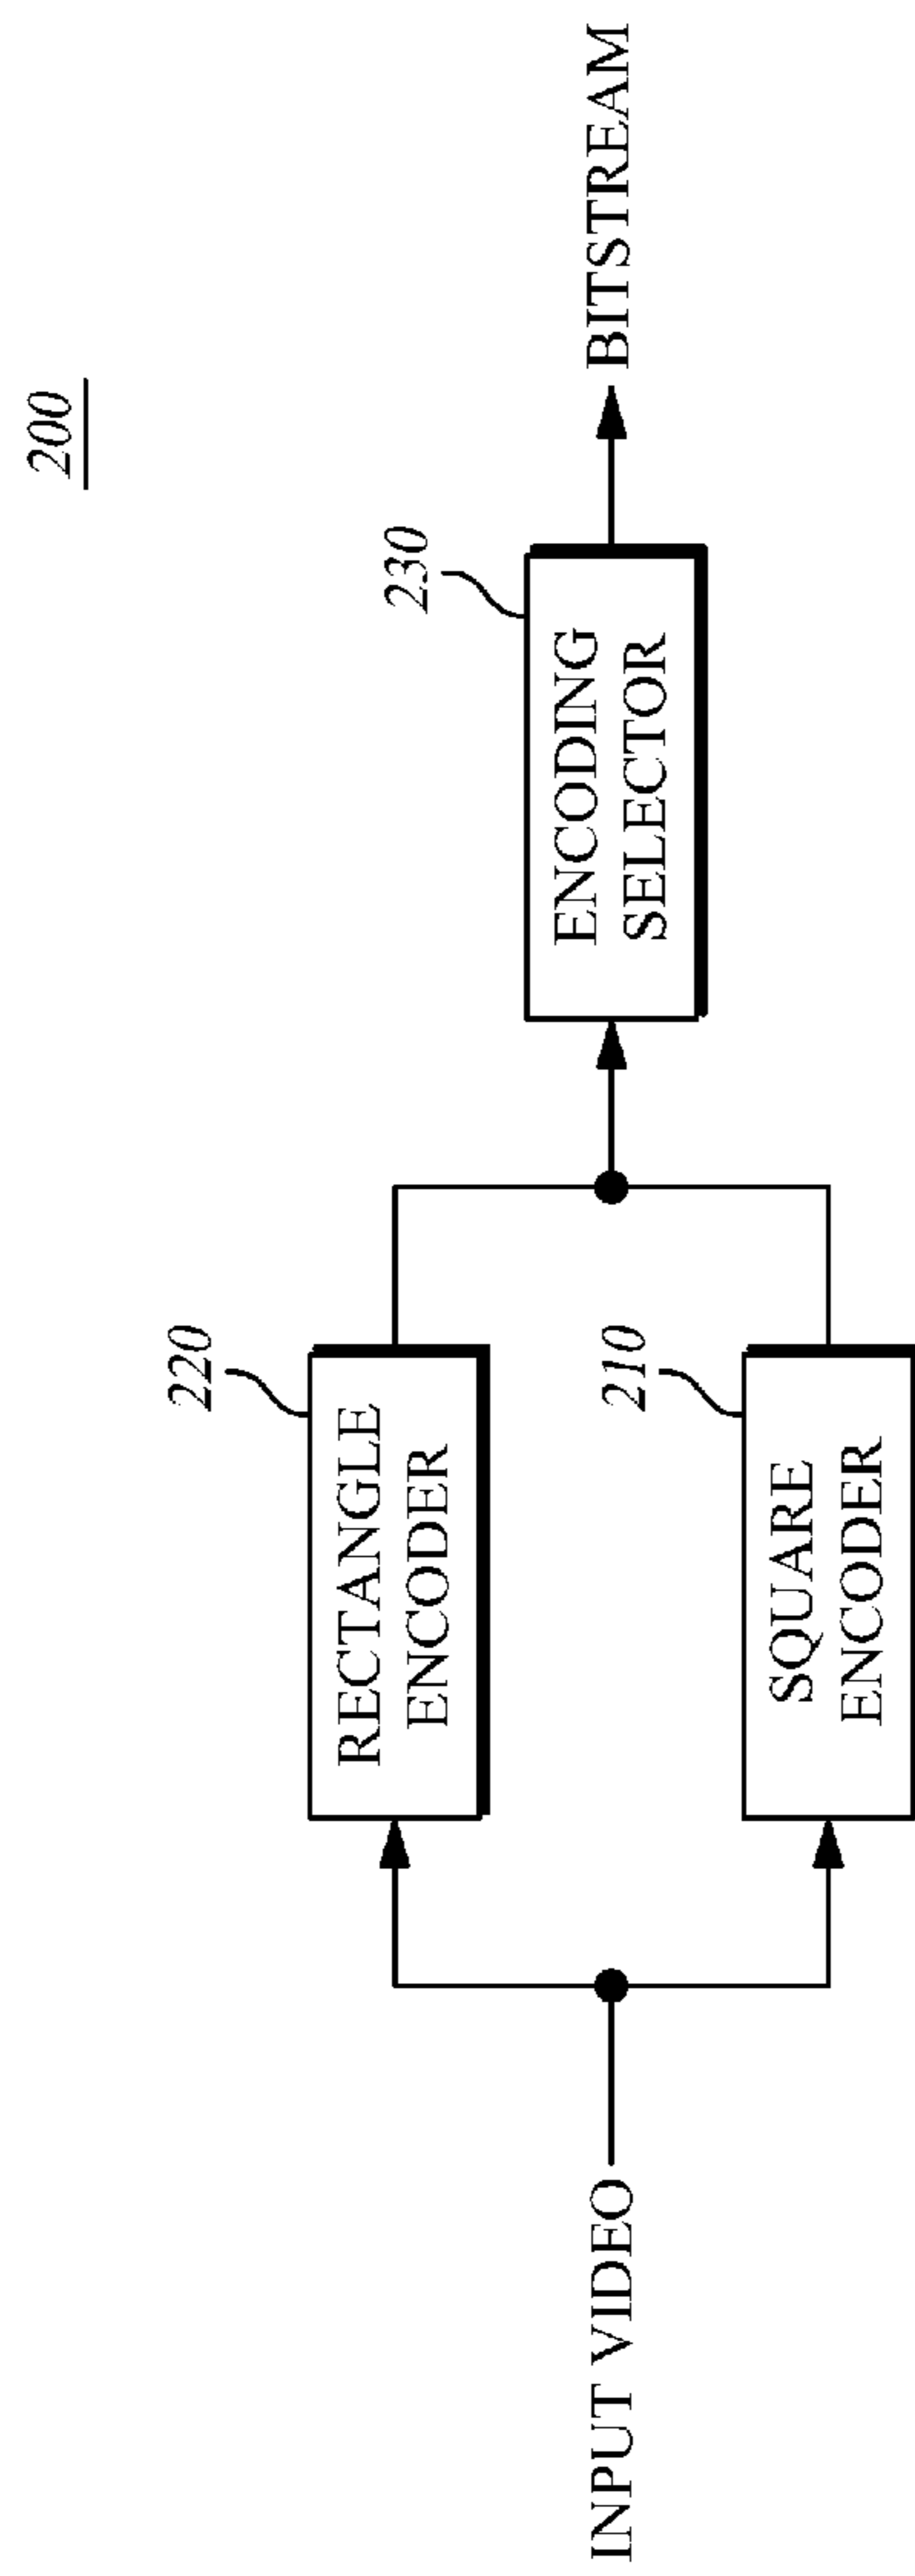 200
220
RECTANGLE
ENCODER
230
ENCODING
SELECTOR
INPUT VIDEO
BITSTREAM
210
SQUARE
ENCODER